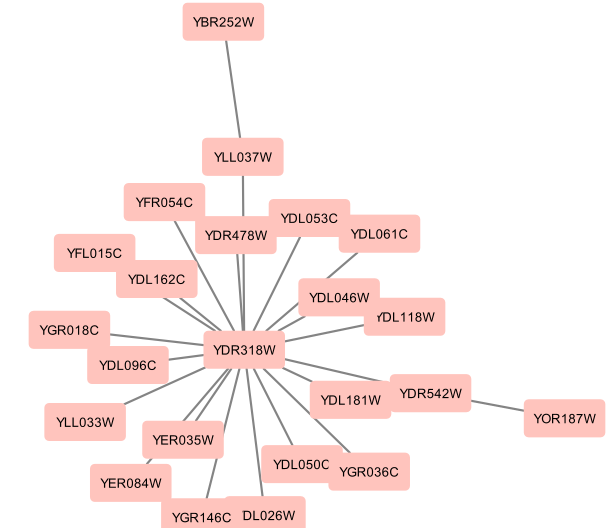 YBR252W
YLL037W
YFR054C
YDL053C
YDR478W
YDL061C
YFL015C
YDL162C
YDL046W
YDL118W
YGR018C
YDR318W
YDL096C
YDR542W
YDL181W
YLL033W
YOR187W
YER035W
YDL050C
YGR036C
YER084W
YGR146C
DL026W